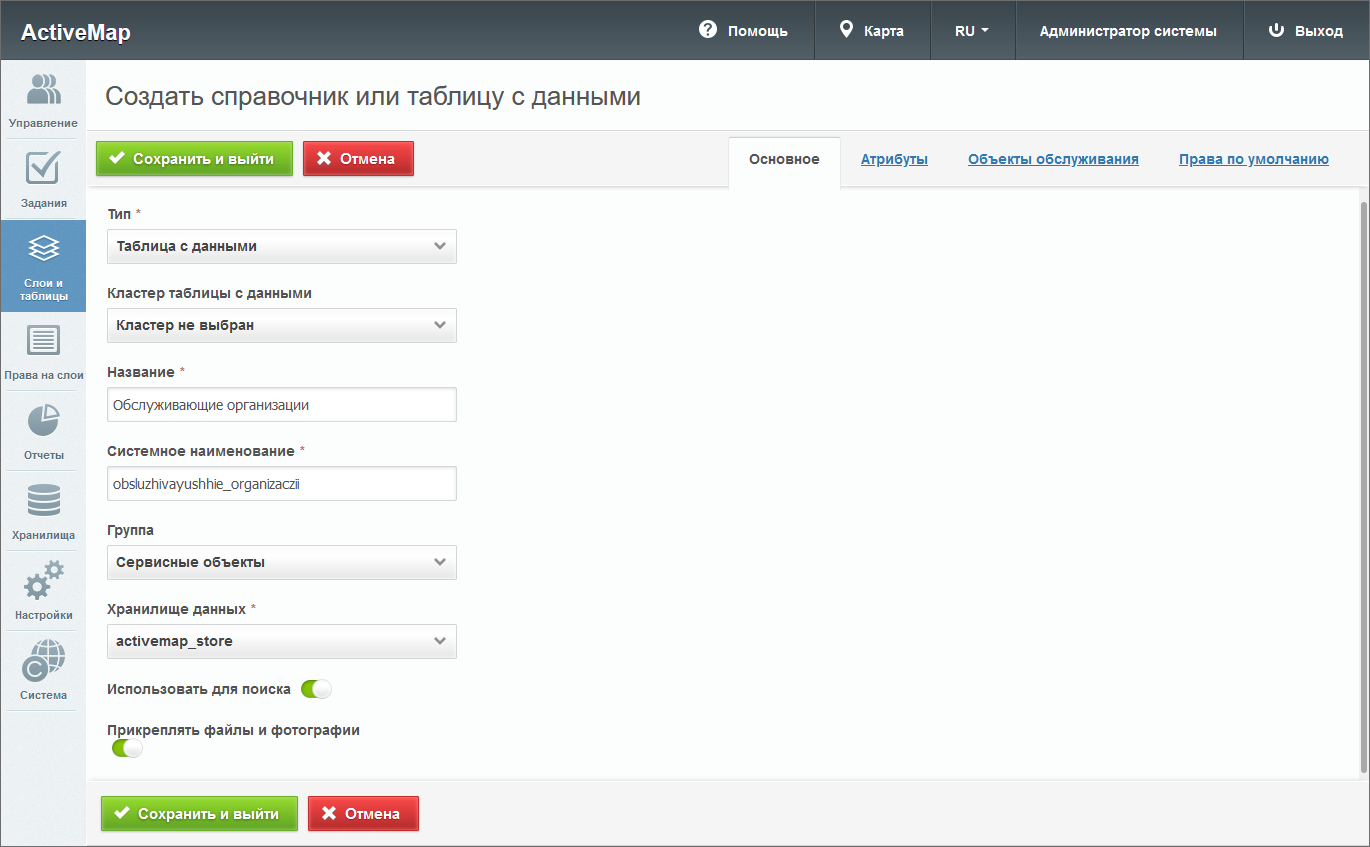 ActiveMap
Помощь
Карта
RU
Администратор системы
Выход
Управление
Задания
Слои и
таблицы
Права на слои
Отчеты
Хранилища
Настройки
Система
Создать справочник или таблицу с данными
Сохранить и выйти
Отмена
Основное
Атрибуты
Объекты обслуживания
Права по умолчанию
Тип *
Таблица с данными
Кластер таблицы с данными
Кластер не выбран
Название *
Обслуживающие организации
Системное наименование *
obsluzhivayushhie_organizaczii
Группа
Сервисные объекты
Хранилище данных *
activemap_store
Использовать для поиска
Прикреплять файлы и фотографии
Сохранить и выйти
Отмена